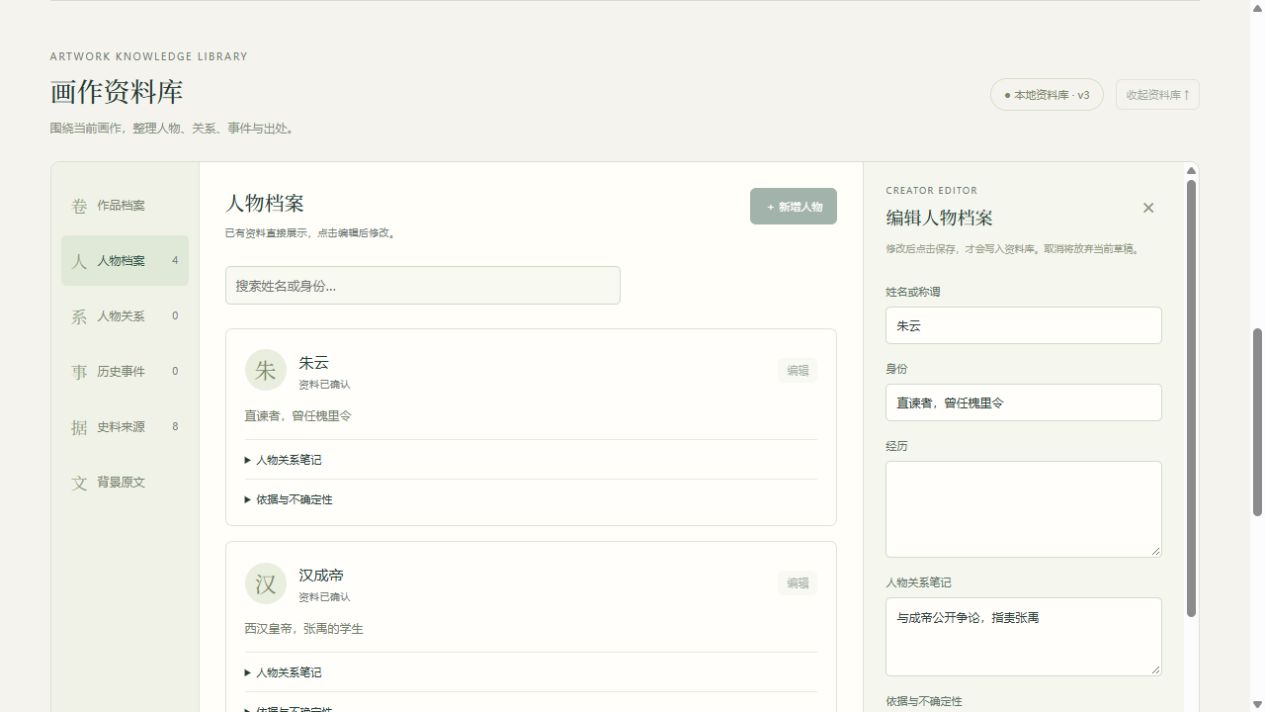 ARTWORK KNOWLEDGE LIBRARY
画作资料库
围绕当前画作，整理人物、关系、事件与出处。
● 本地资料库 · v3
收起资料库 ↑
卷 作品档案
人 人物档案 4
系 人物关系 0
事 历史事件 0
据 史料来源 8
文 背景原文
人物档案
已有资料直接展示，点击编辑后修改。
+ 新增人物
搜索姓名或身份...
朱
朱云
资料已确认
编辑
直谏者，曾任槐里令
▶ 人物关系笔记
▶ 依据与不确定性
汉
汉成帝
资料已确认
编辑
西汉皇帝，张禹的学生
▶ 人物关系笔记
▶ 依据与不确定性
CREATOR EDITOR
编辑人物档案
×
修改后点击保存，才会写入资料库。取消将放弃当前草稿。
姓名或称谓
朱云
身份
直谏者，曾任槐里令
经历
人物关系笔记
与成帝公开争论，指责张禹
依据与不确定性